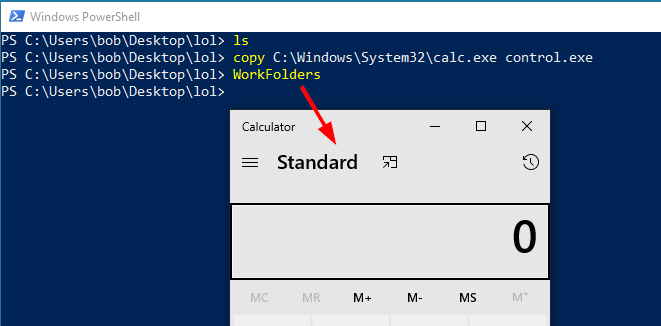 Windows PowerShell
PS C:\Users\bob\Desktop\lol> ls
PS C:\Users\bob\Desktop\lol> copy C:\Windows\System32\calc.exe control.exe
PS C:\Users\bob\Desktop\lol> WorkFolders
PS C:\Users\bob\Desktop\lol>
Calculator
Standard
0
MC MR M+ M- MS M˅